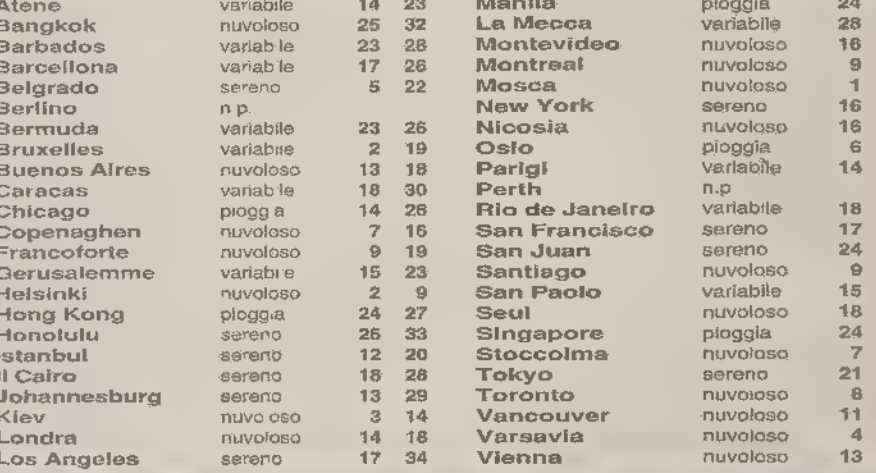 Atene variabile 14 23
Bangkok nuvoloso 25 32
Barbados variabile 23 28
Barcellona variabile 17 26
Belgrado sereno 5 22
Berlino n p.
Bermuda variabile 23 26
Bruxelles variabile 2 19
Buenos Aires nuvoloso 13 18
Caracas variabile 18 30
Chicago pioggia 14 26
Copenaghen nuvoloso 7 16
Francoforte nuvoloso 9 19
Gerusalemme variabile 15 23
Helsinki nuvoloso 2 9
Hong Kong pioggia 24 27
Honolulu sereno 26 33
Istanbul sereno 12 20
Il Cairo sereno 18 28
Johannesburg sereno 13 29
Kiev nuvoloso 3 14
Londra nuvoloso 14 18
Los Angeles sereno 17 34
Manila pioggia 24
La Mecca variabile 28
Montevideo nuvoloso 16
Montreal nuvoloso 9
Mosca nuvoloso 1
New York sereno 16
Nicosia nuvoloso 16
Oslo pioggia 6
Parigi variabile 14
Perth n.p
Rio de Janeiro variabile 18
San Francisco sereno 17
San Juan sereno 24
Santiago nuvoloso 9
San Paolo variabile 15
Seul nuvoloso 18
Singapore pioggia 24
Stoccolma nuvoloso 7
Tokyo sereno 21
Toronto nuvoloso 8
Vancouver nuvoloso 11
Varsavia nuvoloso 4
Vienna nuvoloso 13